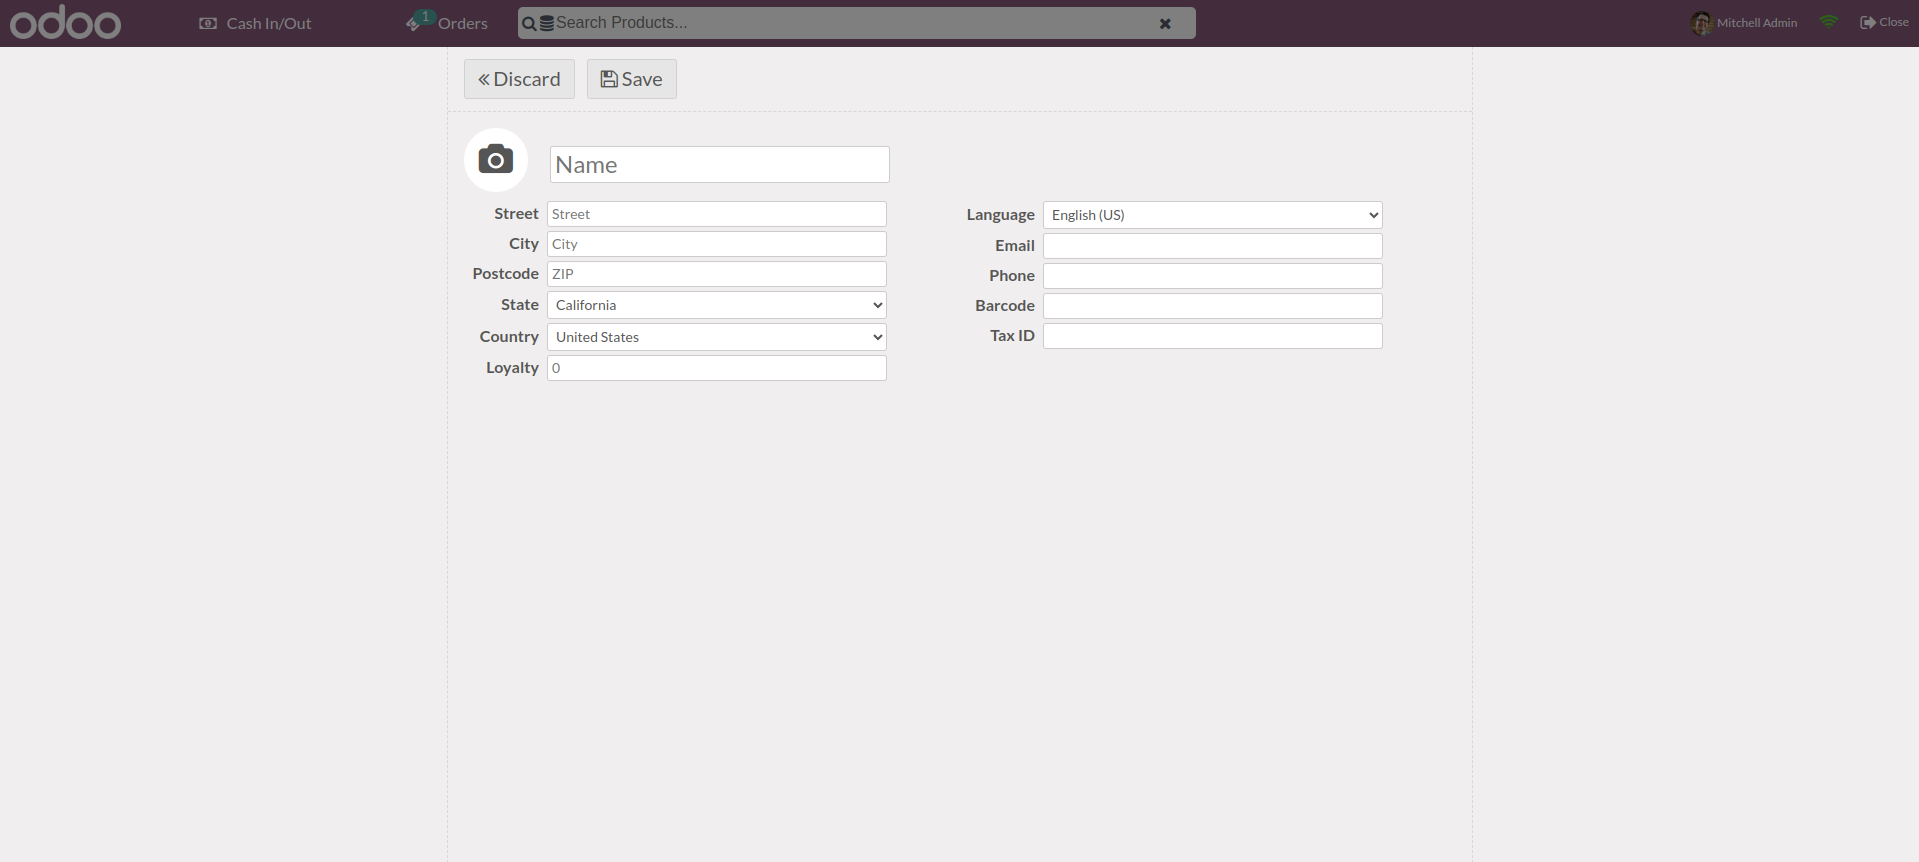 odoo Cash In/Out 1 Orders Search Products... Mitchell Admin Close
Discard Save
Name
Street Street
City City
Postcode ZIP
State California
Country United States
Loyalty 0
Language English (US)
Email
Phone
Barcode
Tax ID